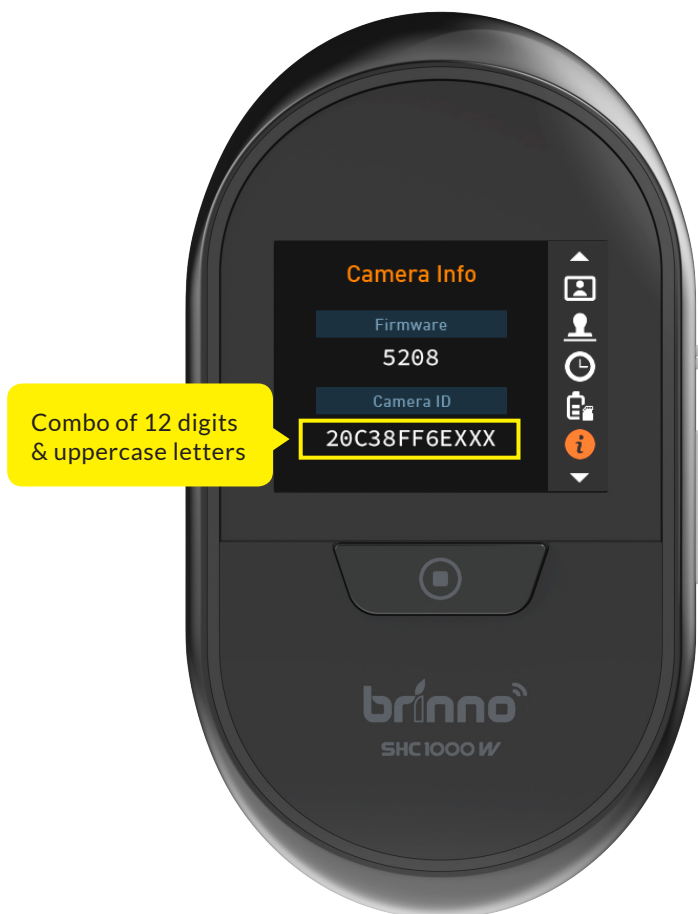 Camera Info
Firmware
5208
Camera ID
20C38FF6EXXX
Combo of 12 digits
& uppercase letters
brinno
SHC1000W